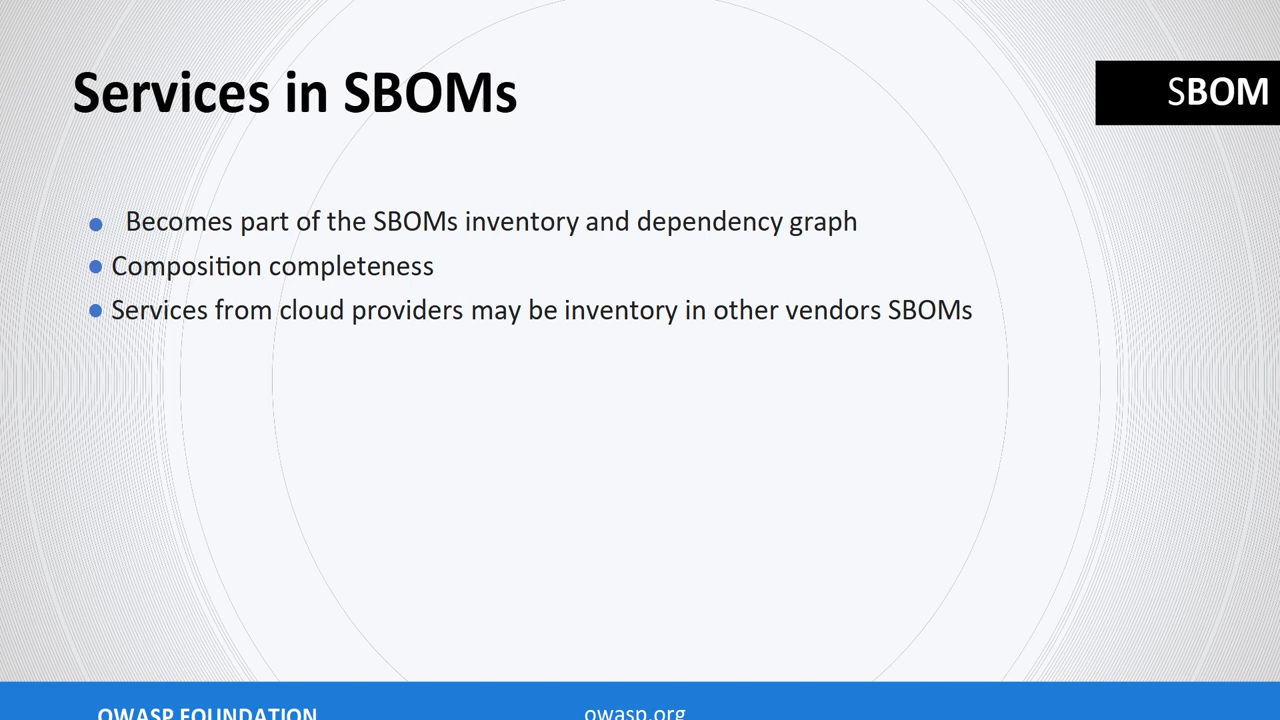 Services in SBOMs
SBOM
Becomes part of the SBOMs inventory and dependency graph
Composition completeness
Services from cloud providers may be inventory in other vendors SBOMs
OWASP FOUNDATION
owasp.org